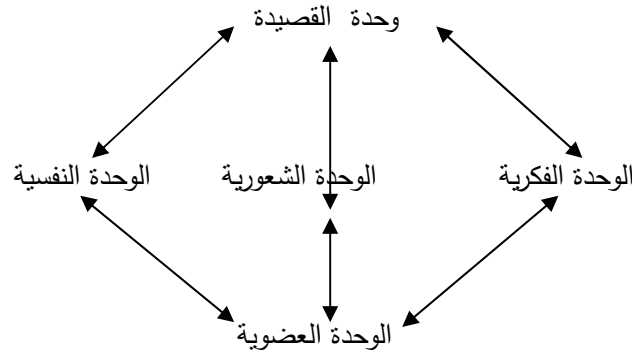 وحدة القصيدة
الوحدة الفكرية الوحدة الشعورية الوحدة النفسية
الوحدة العضوية